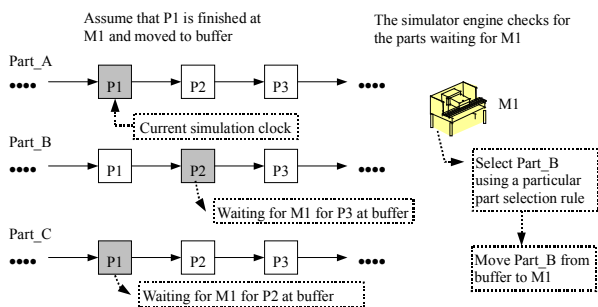 Assume that P1 is finished at
M1 and moved to buffer
The simulator engine checks for
the parts waiting for M1
Part_A
P1
P2
P3
M1
Current simulation clock
Part_B
P1
P2
P3
Waiting for M1 for P3 at buffer
Select Part_B
using a particular
part selection rule
Part_C
P1
P2
P3
Waiting for M1 for P2 at buffer
Move Part_B from
buffer to M1